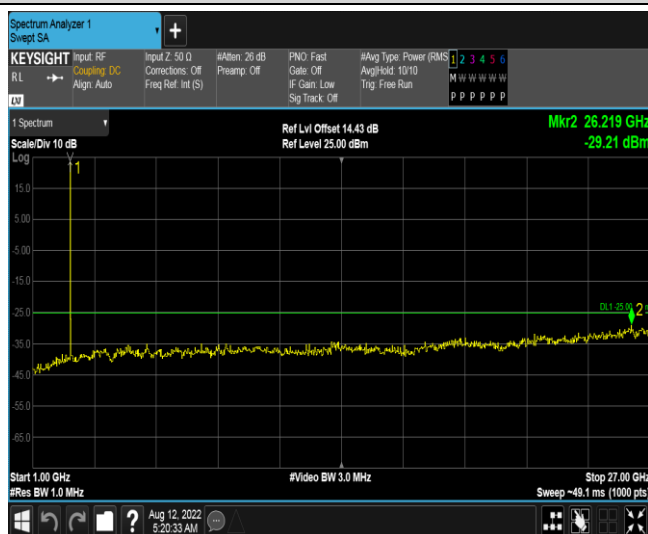 Spectrum Analyzer 1
Swept SA
+
KEYSIGHT
RL
LXI
Input: RF
Coupling: DC
Align: Auto
Input Z: 50 Ω
Corrections: Off
Freq Ref: Int (S)
#Atten: 26 dB
Preamp: Off
PNO: Fast
Gate: Off
IF Gain: Low
Sig Track: Off
#Avg Type: Power (RMS
Avg|Hold: 10/10
Trig: Free Run
1 2 3 4 5 6
M W W W W W
P P P P P P
1 Spectrum
Scale/Div 10 dB
Ref Lvl Offset 14.43 dB
Ref Level 25.00 dBm
Mkr2 26.219 GHz
-29.21 dBm
Log
1
15.0
5.00
-5.00
-15.0
-25.0
DL1 -25.00
2
-35.0
-45.0
-55.0
-65.0
Start 1.00 GHz
#Video BW 3.0 MHz
Stop 27.00 GHz
#Res BW 1.0 MHz
Sweep ~49.1 ms (1000 pts)
?
Aug 12, 2022
5:20:33 AM